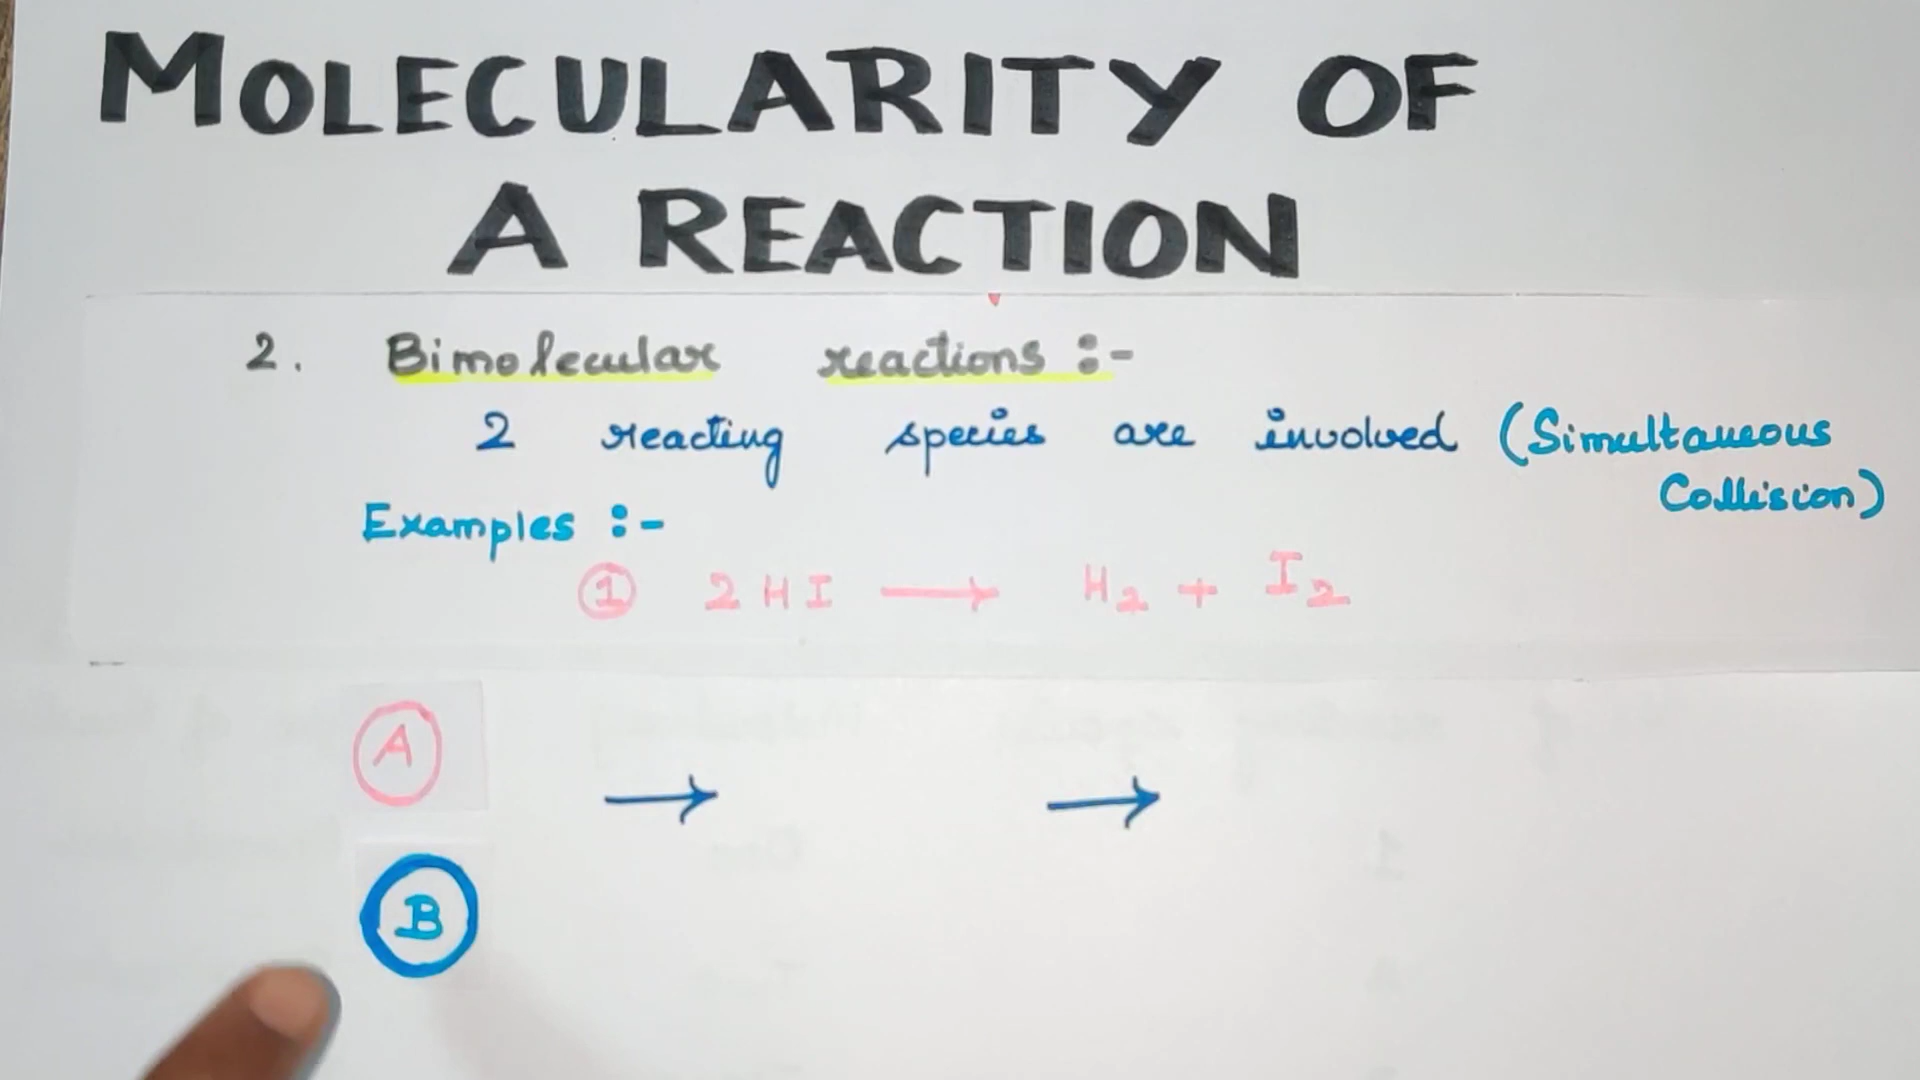 MOLECULARITY OF
A REACTION
2. Bimolecular reactions :-
2 reacting species are involved (Simultaneous
Collision)
Examples :-
① 2HI ⟶ H₂ + I₂
A
→ →
B